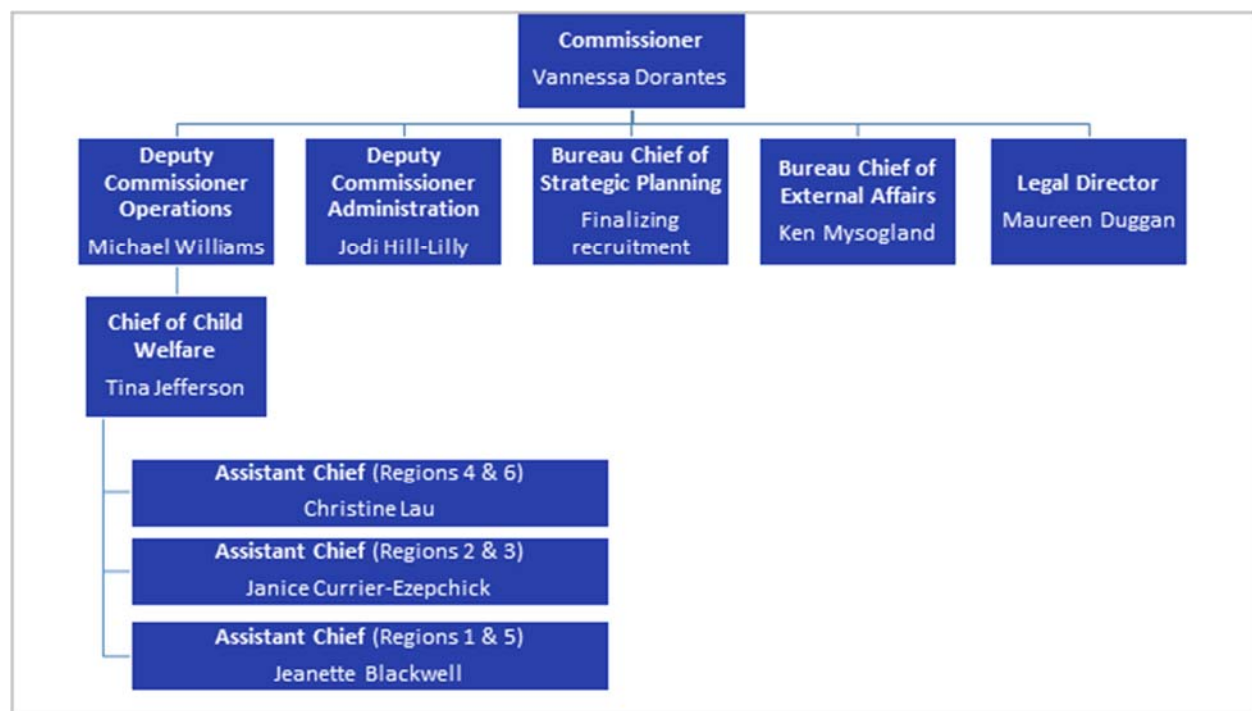 Commissioner
Vannessa Dorantes
Deputy
Commissioner
Operations
Michael Williams
Deputy
Commissioner
Administration
Jodi Hill-Lilly
Bureau Chief of
Strategic Planning
Finalizing
recruitment
Bureau Chief of
External Affairs
Ken Mysogland
Legal Director
Maureen Duggan
Chief of Child
Welfare
Tina Jefferson
Assistant Chief (Regions 4 & 6)
Christine Lau
Assistant Chief (Regions 2 & 3)
Janice Currier-Ezepchick
Assistant Chief (Regions 1 & 5)
Jeanette Blackwell